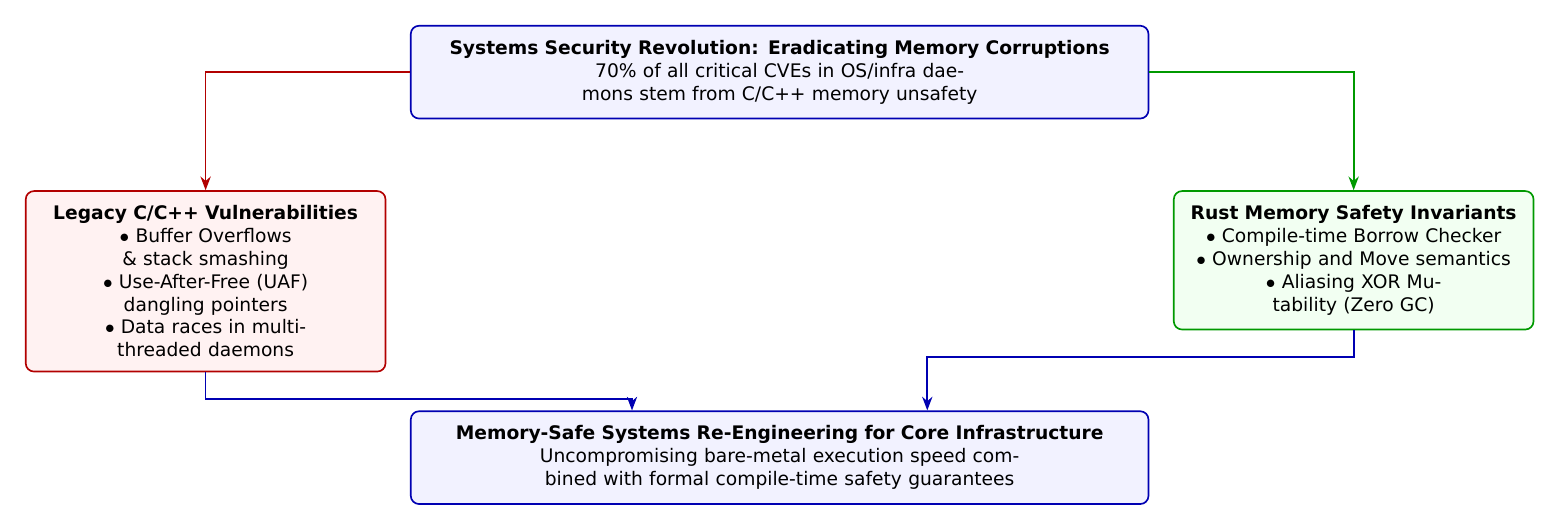 Systems Security Revolution: Eradicating Memory Corruptions
70% of all critical CVEs in OS/infra dae-
mons stem from C/C++ memory unsafety
Legacy C/C++ Vulnerabilities
• Buffer Overflows
& stack smashing
• Use-After-Free (UAF)
dangling pointers
• Data races in multi-
threaded daemons
Rust Memory Safety Invariants
• Compile-time Borrow Checker
• Ownership and Move semantics
• Aliasing XOR Mu-
tability (Zero GC)
Memory-Safe Systems Re-Engineering for Core Infrastructure
Uncompromising bare-metal execution speed com-
bined with formal compile-time safety guarantees